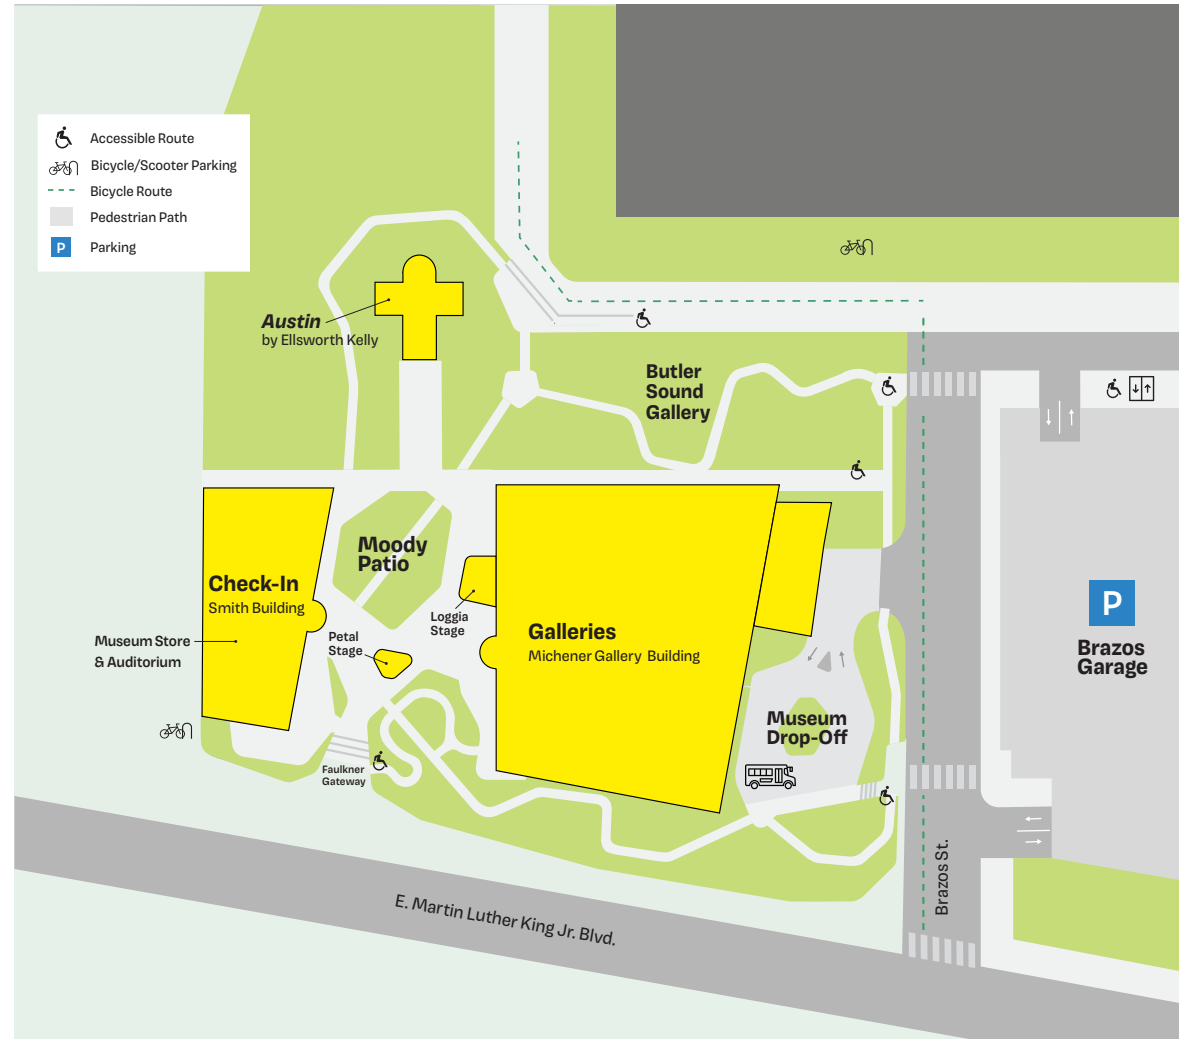 Accessible Route
Bicycle/Scooter Parking
Bicycle Route
Pedestrian Path
P
Parking
Austin
by Ellsworth Kelly
Butler
Sound
Gallery
Moody
Patio
Check-In
Smith Building
Museum Store
& Auditorium
Loggia
Stage
Petal
Stage
Galleries
Michener Gallery Building
P
Brazos
Garage
Museum
Drop-Off
Faulkner
Gateway
Brazos St.
E. Martin Luther King Jr. Blvd.